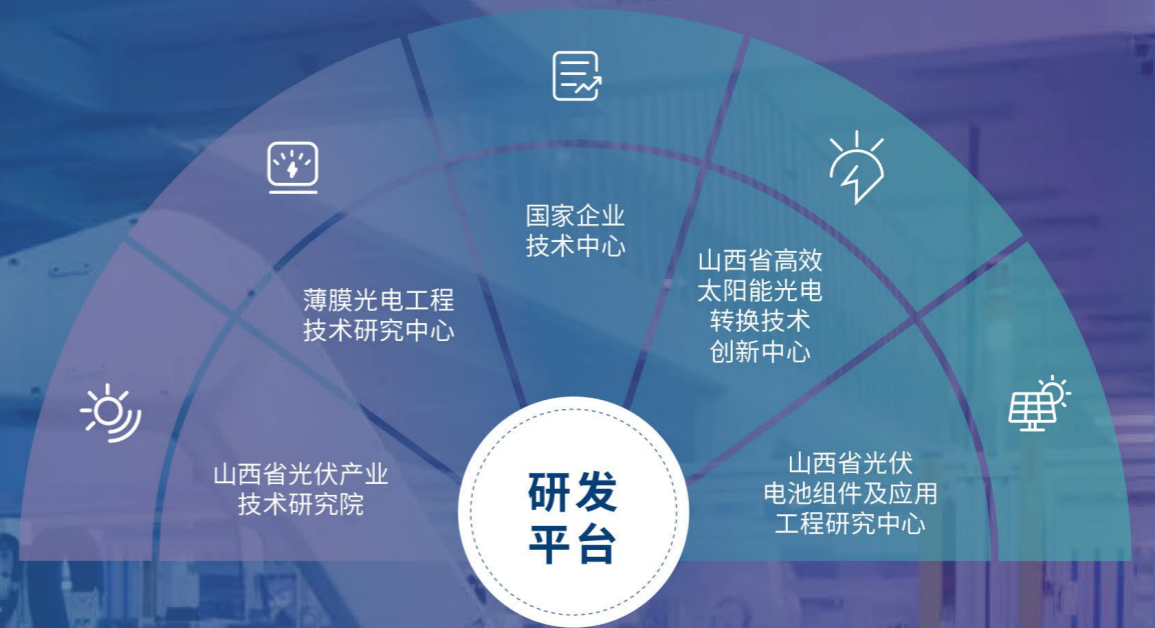 国家企业
技术中心
山西省高效
太阳能光电
转换技术
创新中心
薄膜光电工程
技术研究中心
山西省光伏产业
技术研究院
山西省光伏
电池组件及应用
工程研究中心
研发
平台